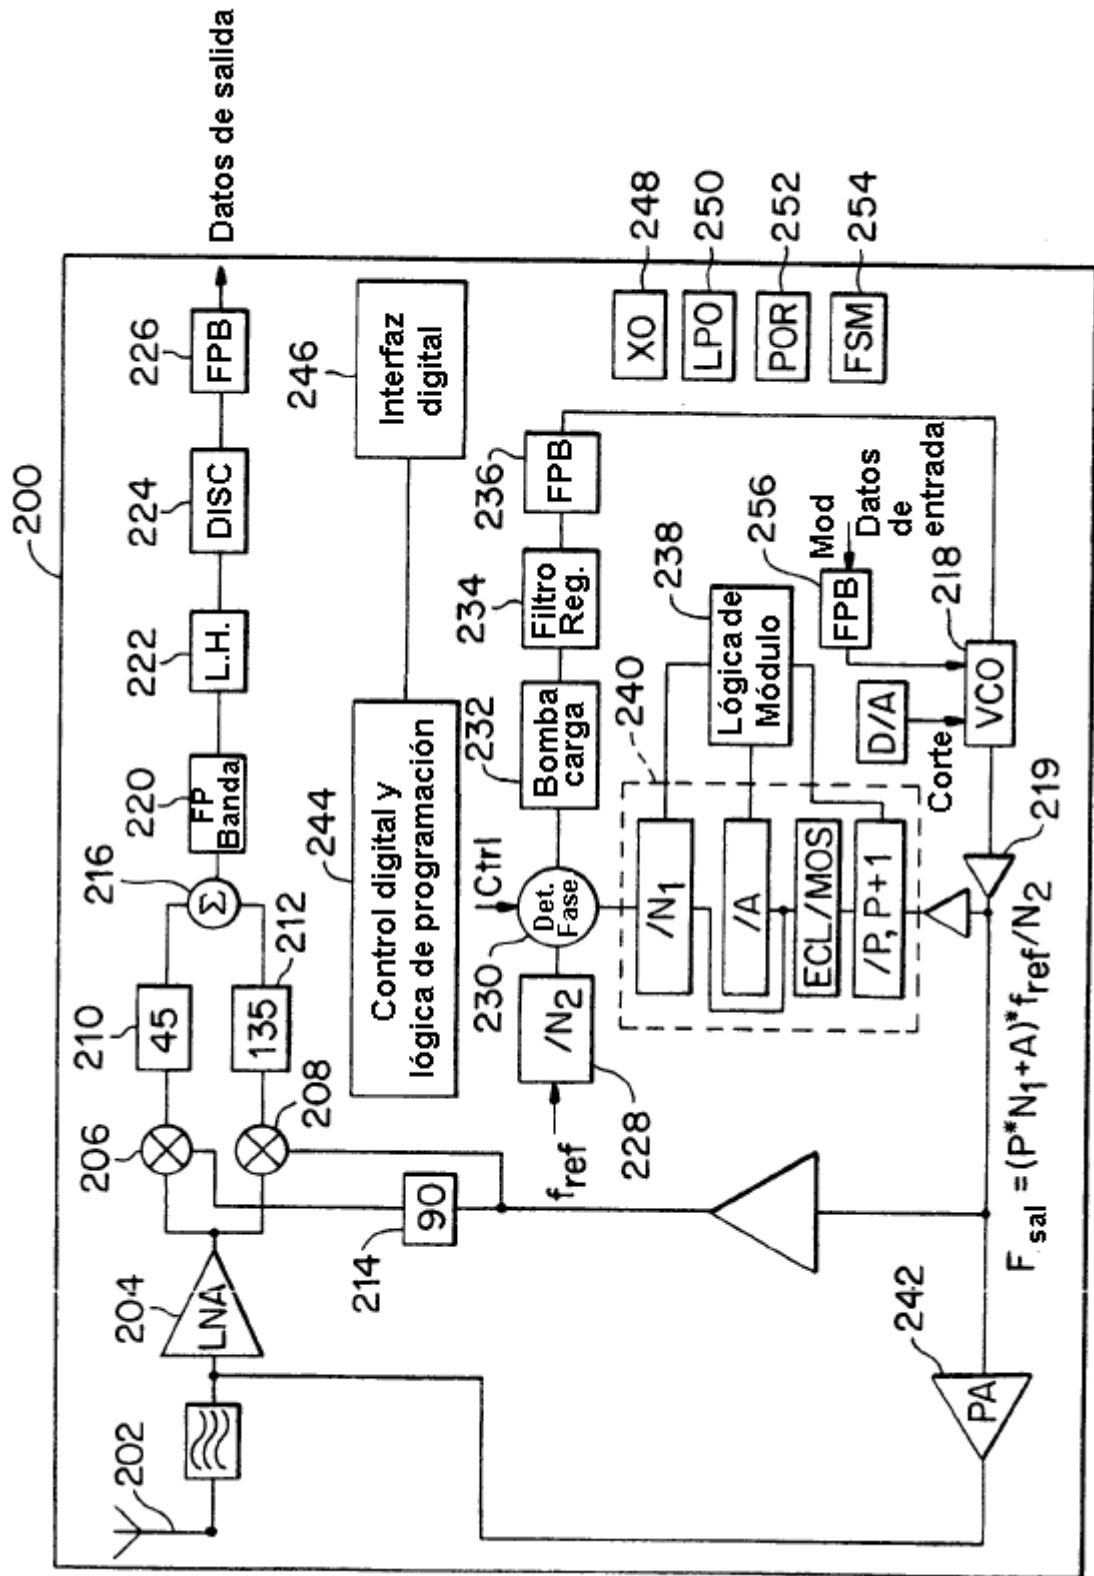 200
202
204
LNA
206
208
210
45
212
135
214
90
216
Σ
220
FP
Banda
222
L.H.
224
DISC
226
FPB
Datos de salida
244
Control digital y
lógica de programación
246
Interfaz
digital
fref
228
/N2
230
Det.
Fase
ICtrl
232
Bomba
carga
234
Filtro
Reg.
236
FPB
240
/N1
/A
ECL/MOS
/P, P+1
238
Lógica de
Módulo
256
FPB
Mod
Datos
de
entrada
D/A
Corte
218
VCO
219
242
PA
F sal =(P*N1+A)*fref/N2
XO
248
LPO
250
POR
252
FSM
254